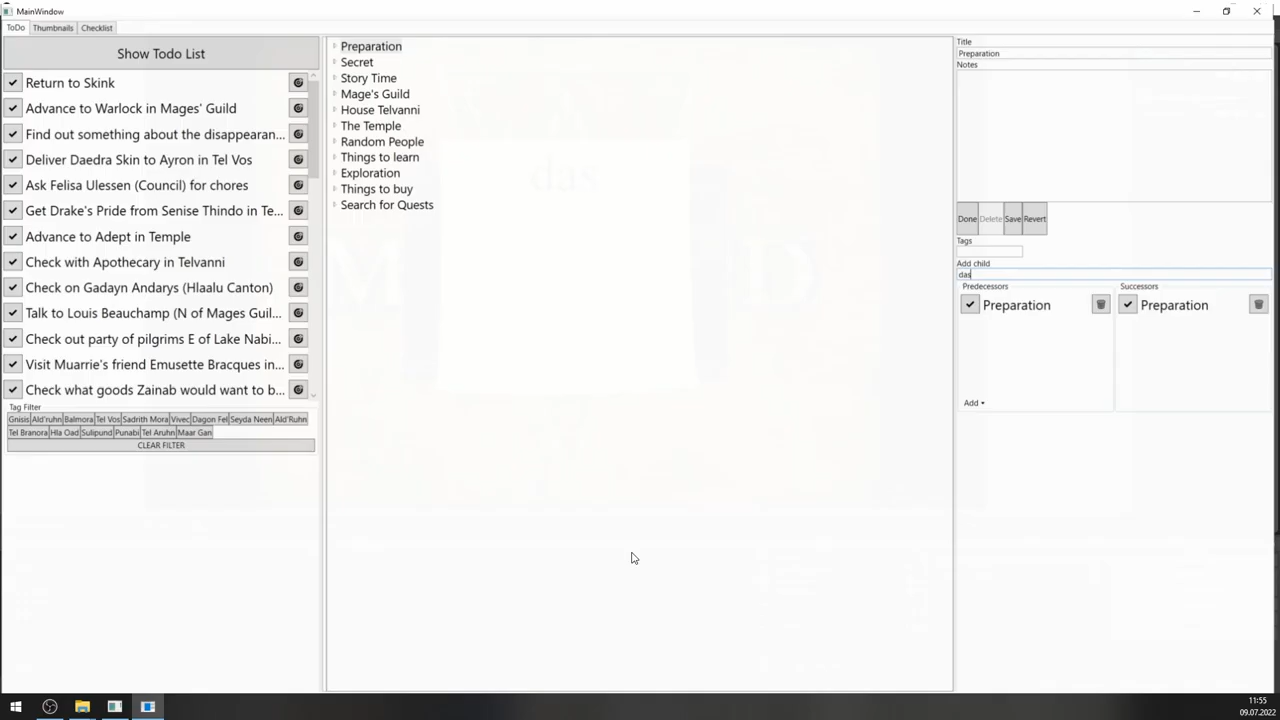 MainWindow
ToDo Thumbnails Checklist
Show Todo List
Return to Skink
Advance to Warlock in Mages' Guild
Find out something about the disappearan...
Deliver Daedra Skin to Ayron in Tel Vos
Ask Felisa Ulessen (Council) for chores
Get Drake's Pride from Senise Thindo in Te...
Advance to Adept in Temple
Check with Apothecary in Telvanni
Check on Gadayn Andarys (Hlaalu Canton)
Talk to Louis Beauchamp (N of Mages Guil...
Check out party of pilgrims E of Lake Nabi...
Visit Muarrie's friend Emusette Bracques in...
Check what goods Zainab would want to b...
Tag Filter
Gnisis Ald'ruhn Balmora Tel Vos Sadrith Mora Vivec Dagon Fel Seyda Neen Ald'Ruhn
Tel Branora Hla Oad Sulipund Punabi Tel Aruhn Maar Gan
CLEAR FILTER
Preparation
Secret
Story Time
Mage's Guild
House Telvanni
The Temple
Random People
Things to learn
Exploration
Things to buy
Search for Quests
das
M D
Title
Preparation
Notes
Done Delete Save Revert
Tags
Add child
das
Predecessors Successors
Preparation Preparation
Add
11:55
09.07.2022